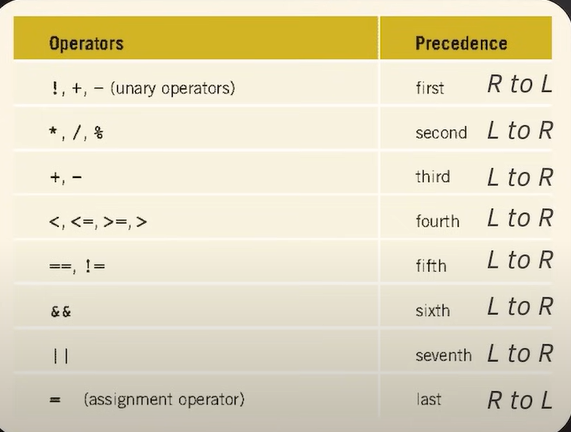 Operators Precedence
!, +, − (unary operators) first R to L
*, /, % second L to R
+, − third L to R
<, <=, >=, > fourth L to R
==, != fifth L to R
&& sixth L to R
|| seventh L to R
= (assignment operator) last R to L